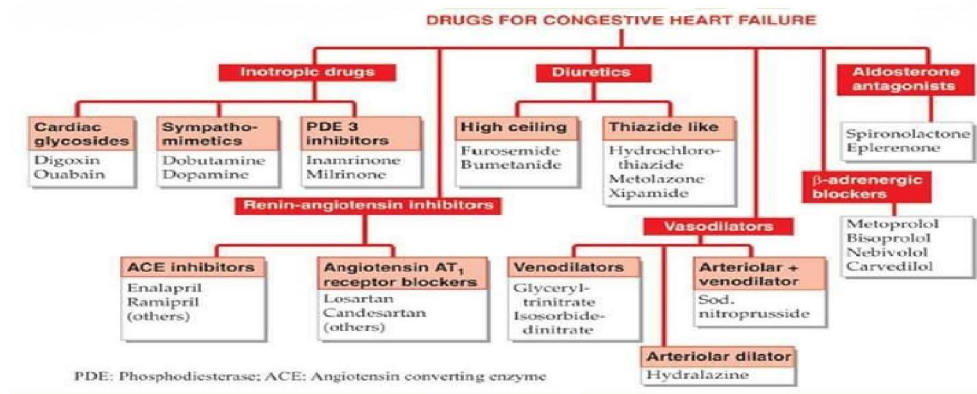 DRUGS FOR CONGESTIVE HEART FAILURE
Inotropic drugs
Cardiac
glycosides
Digoxin
Ouabain
Sympatho-
mimetics
Dobutamine
Dopamine
PDE 3
inhibitors
Inamrinone
Milrinone
Diuretics
High ceiling
Furosemide
Bumetanide
Thiazide like
Hydrochloro-
thiazide
Metolazone
Xipamide
Aldosterone
antagonists
Spironolactone
Eplerenone
Renin-angiotensin inhibitors
ACE inhibitors
Enalapril
Ramipril
(others)
Angiotensin AT₁
receptor blockers
Losartan
Candesartan
(others)
Vasodilators
Venodilators
Glyceryl-
trinitrate
Isosorbide-
dinitrate
Arteriolar +
venodilator
Sod.
nitroprusside
Arteriolar dilator
Hydralazine
β-adrenergic
blockers
Metoprolol
Bisoprolol
Nebivolol
Carvedilol
PDE: Phosphodiesterase; ACE: Angiotensin converting enzyme